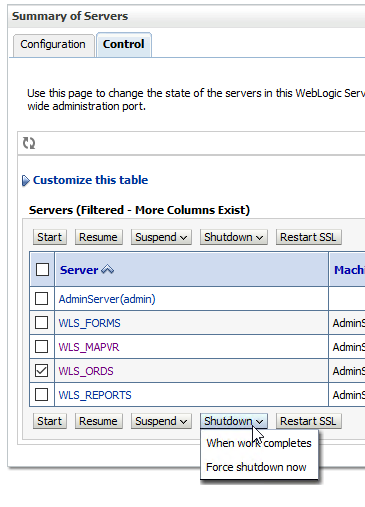 Summary of Servers
Configuration Control
Use this page to change the state of the servers in this WebLogic Serv
wide administration port.
Customize this table
Servers (Filtered - More Columns Exist)
Start Resume Suspend Shutdown Restart SSL
Server Machi
AdminServer(admin)
WLS_FORMS AdminS
WLS_MAPVR AdminS
WLS_ORDS AdminS
WLS_REPORTS AdminS
Start Resume Suspend Shutdown Restart SSL
When work completes
Force shutdown now